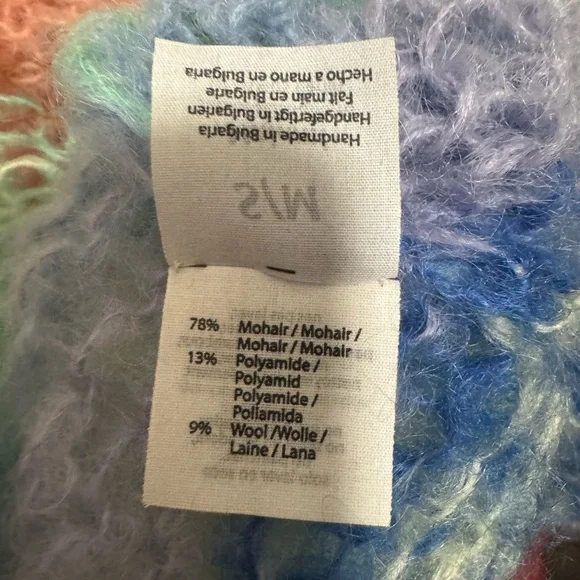 Handmade in Bulgaria
Handgefertigt in Bulgarien
Fait main en Bulgarie
Hecho a mano en Bulgaria
M/S
78% Mohair / Mohair /
Mohair / Mohair
13% Polyamide /
Polyamid
Polyamide /
Poliamida
9% Wool /Wolle /
Laine / Lana